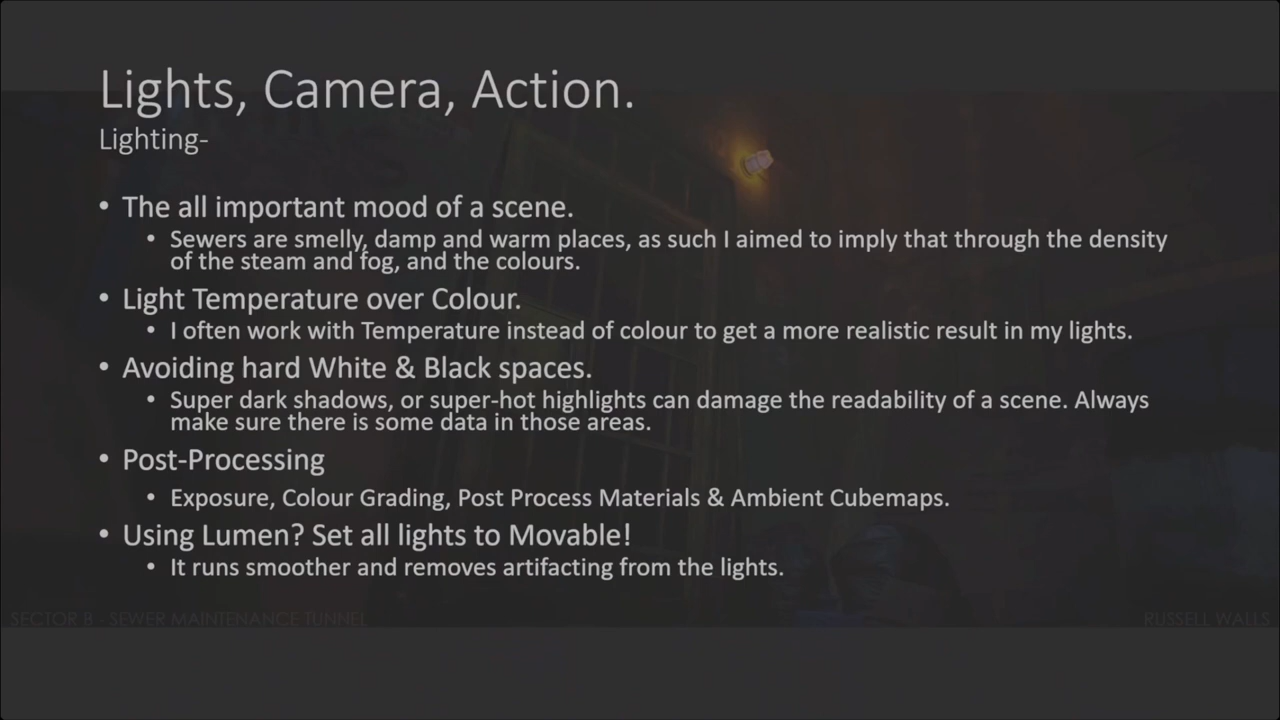 Lights, Camera, Action.
Lighting-
• The all important mood of a scene.
• Sewers are smelly, damp and warm places, as such I aimed to imply that through the density
of the steam and fog, and the colours.
• Light Temperature over Colour.
• I often work with Temperature instead of colour to get a more realistic result in my lights.
• Avoiding hard White & Black spaces.
• Super dark shadows, or super-hot highlights can damage the readability of a scene. Always
make sure there is some data in those areas.
• Post-Processing
• Exposure, Colour Grading, Post Process Materials & Ambient Cubemaps.
• Using Lumen? Set all lights to Movable!
• It runs smoother and removes artifacting from the lights.
SECTOR B - SEWER MAINTENANCE TUNNEL
RUSSELL WALLS